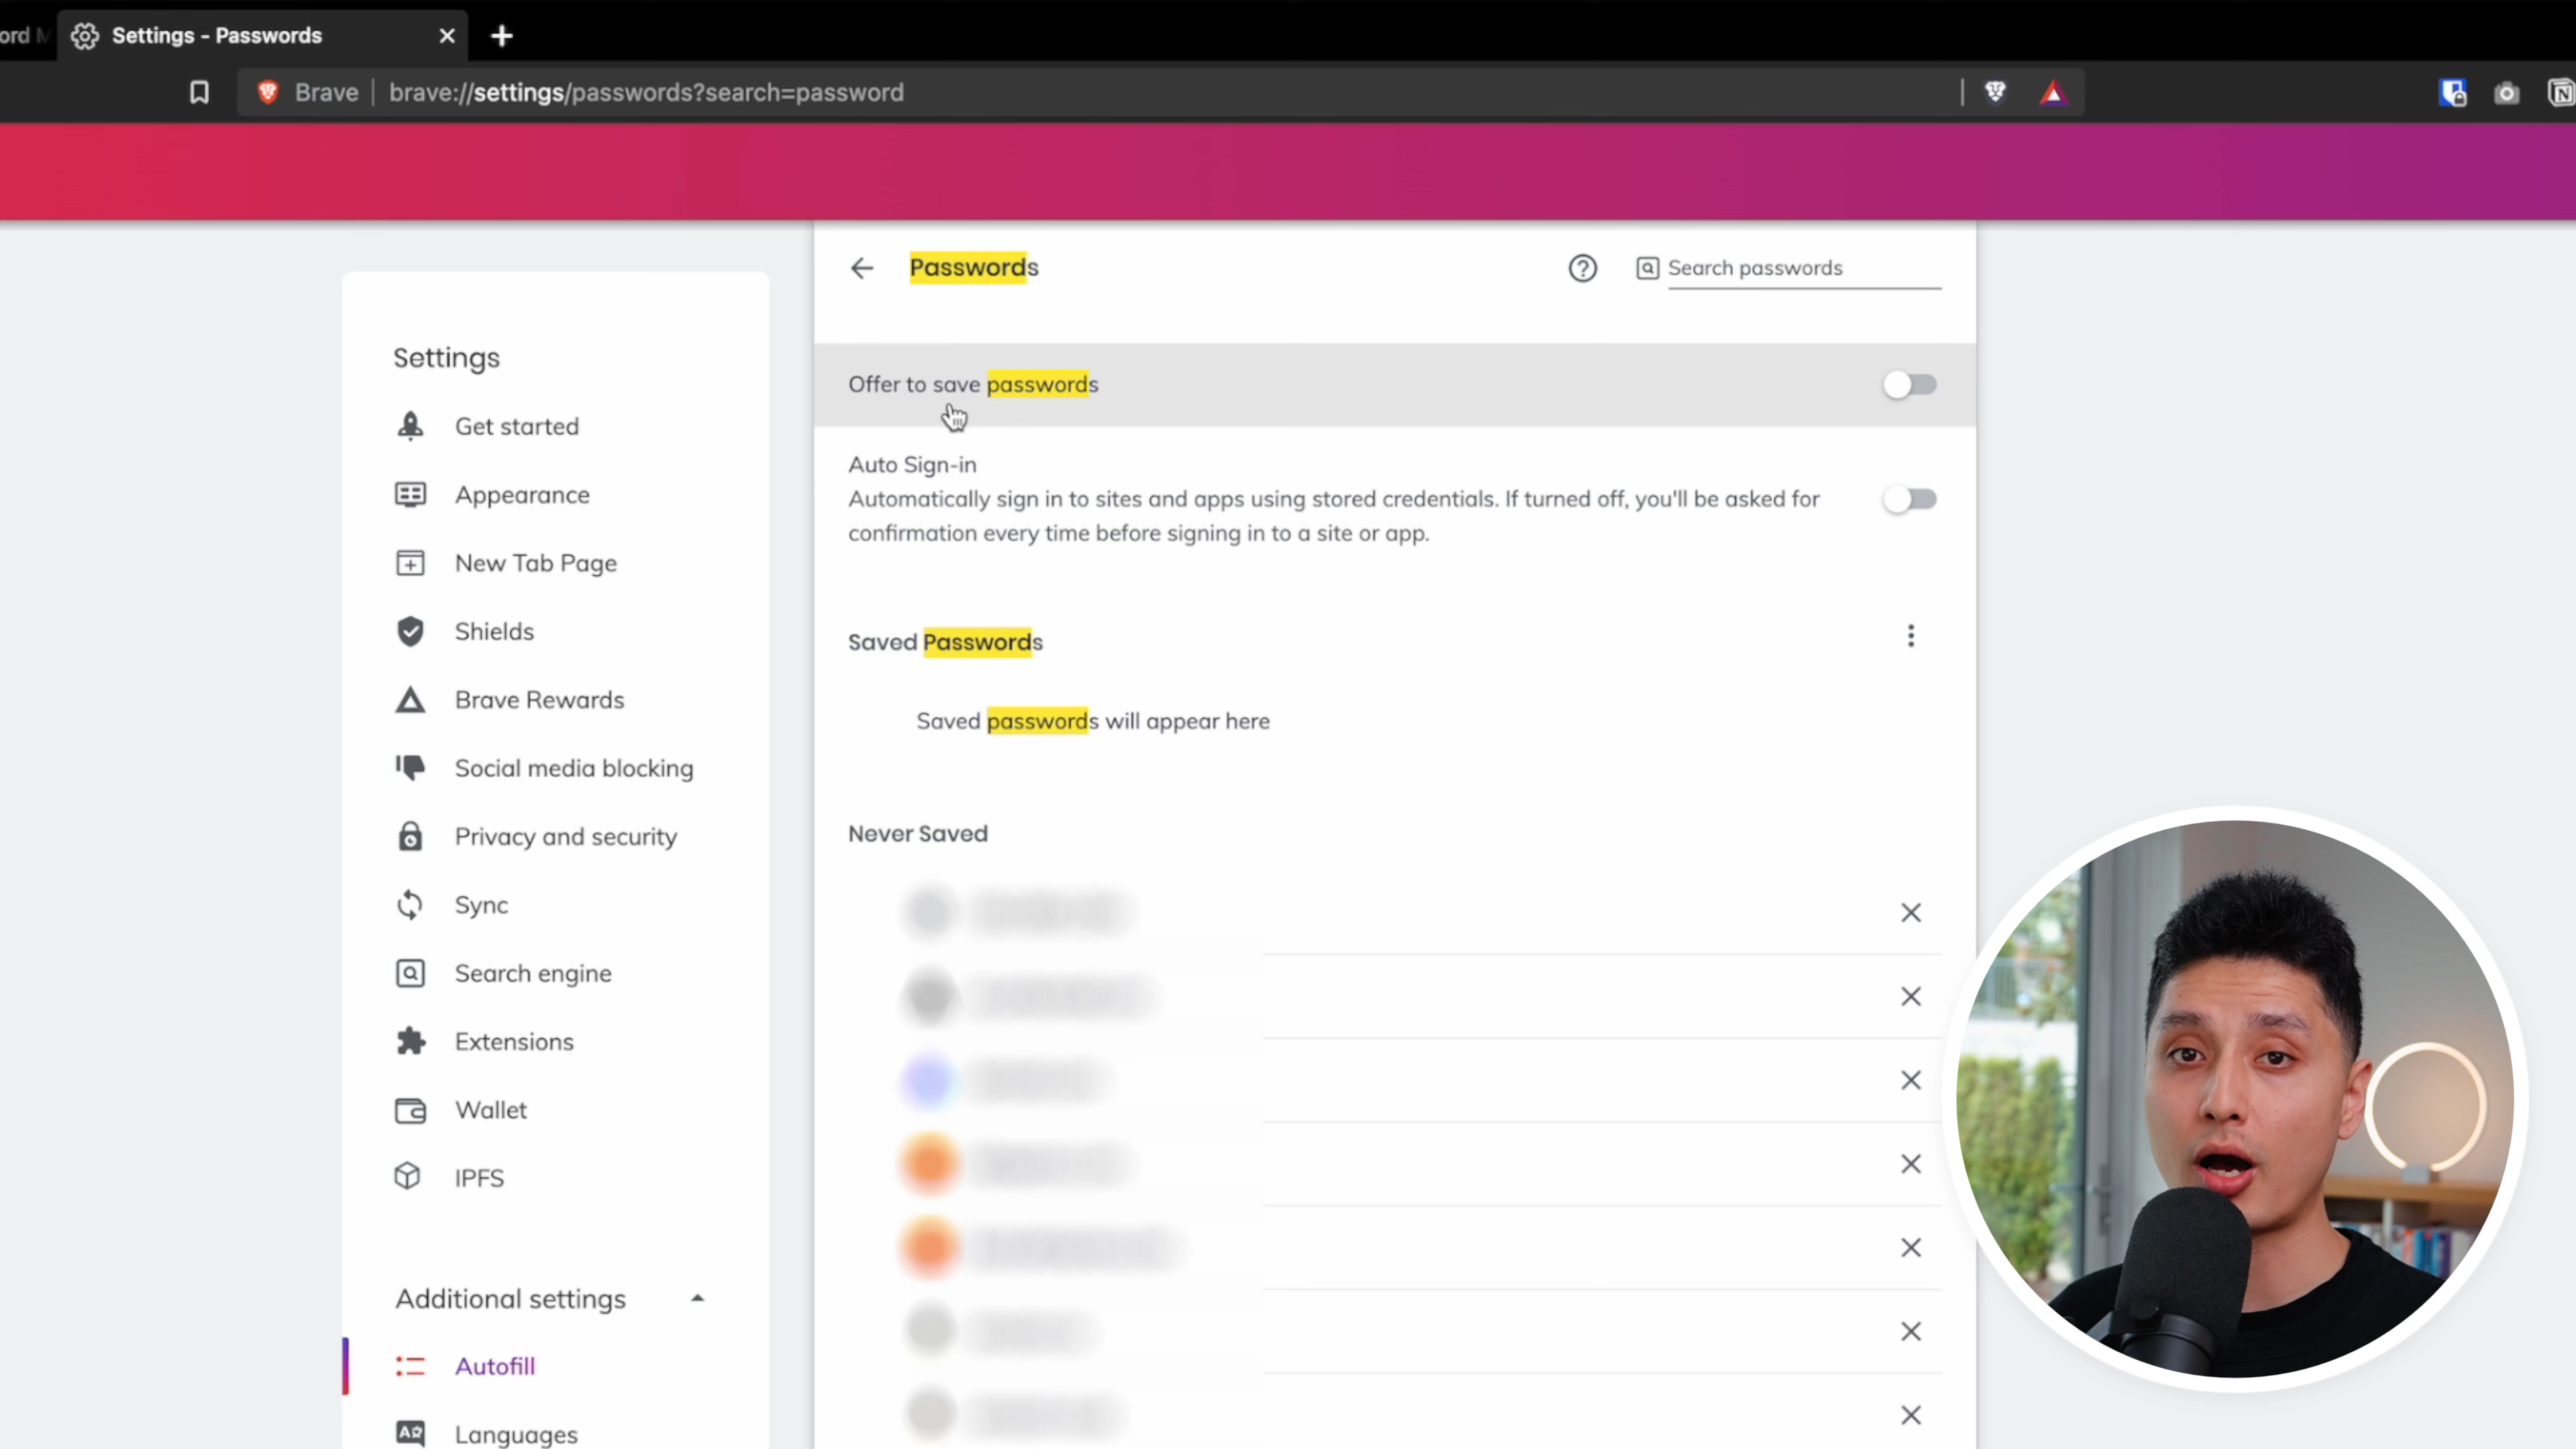 ord M
Settings - Passwords
Brave | brave://settings/passwords?search=password
Passwords
Search passwords
Settings
Get started
Appearance
New Tab Page
Shields
Brave Rewards
Social media blocking
Privacy and security
Sync
Search engine
Extensions
Wallet
IPFS
Additional settings
Autofill
Languages
Offer to save passwords
Auto Sign-in
Automatically sign in to sites and apps using stored credentials. If turned off, you'll be asked for
confirmation every time before signing in to a site or app.
Saved Passwords
Saved passwords will appear here
Never Saved